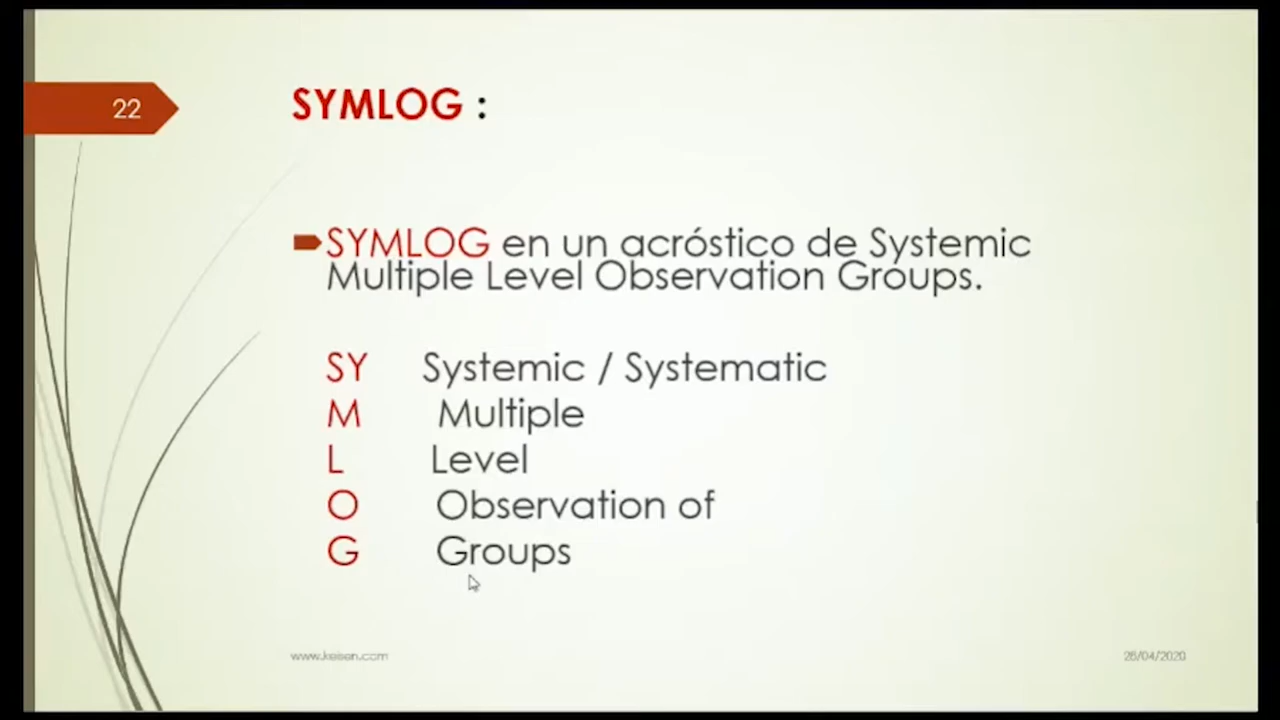 22
SYMLOG :
SYMLOG en un acróstico de Systemic
Multiple Level Observation Groups.
SY Systemic / Systematic
M Multiple
L Level
O Observation of
G Groups
www.keisen.com
26/04/2020